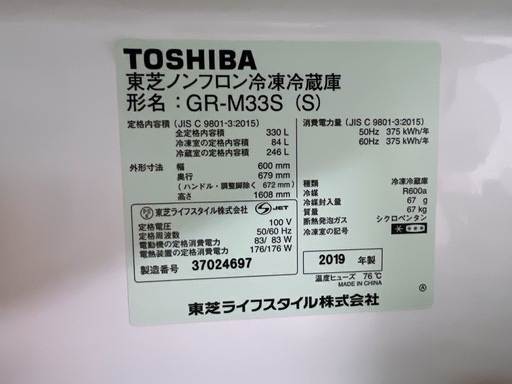 TOSHIBA
東芝ノンフロン冷凍冷蔵庫
形名：GR-M33S (S)
定格内容積 (JIS C 9801-3:2015)
全定格内容積 330 L
冷凍室の定格内容積 84 L
冷蔵室の定格内容積 246 L
外形寸法 幅 600 mm
奥行 679 mm
(ハンドル・調整脚除く 672 mm)
高さ 1608 mm
消費電力量 (JIS C 9801-3:2015)
50Hz 375 kWh/年
60Hz 375 kWh/年
種類 冷凍冷蔵庫
冷媒 R600a
冷媒封入量 67 g
質量 67 kg
断熱発泡ガス シクロペンタン
冷凍室の記号
東芝ライフスタイル株式会社 JET
定格電圧 100 V
定格周波数 50/60 Hz
電動機の定格消費電力 83/ 83 W
電熱装置の定格消費電力 176/176 W
製造番号 37024697
2019 年製
温度ヒューズ 76℃
MADE IN CHINA
東芝ライフスタイル株式会社
Ⓐ